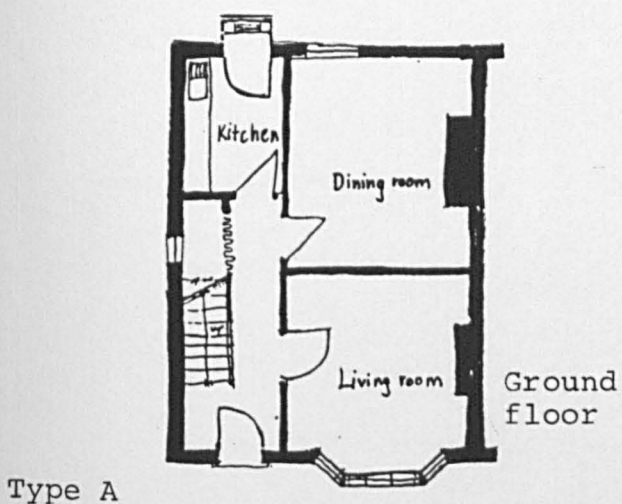 Kitchen
Dining room
Living room
Ground
floor
Type A